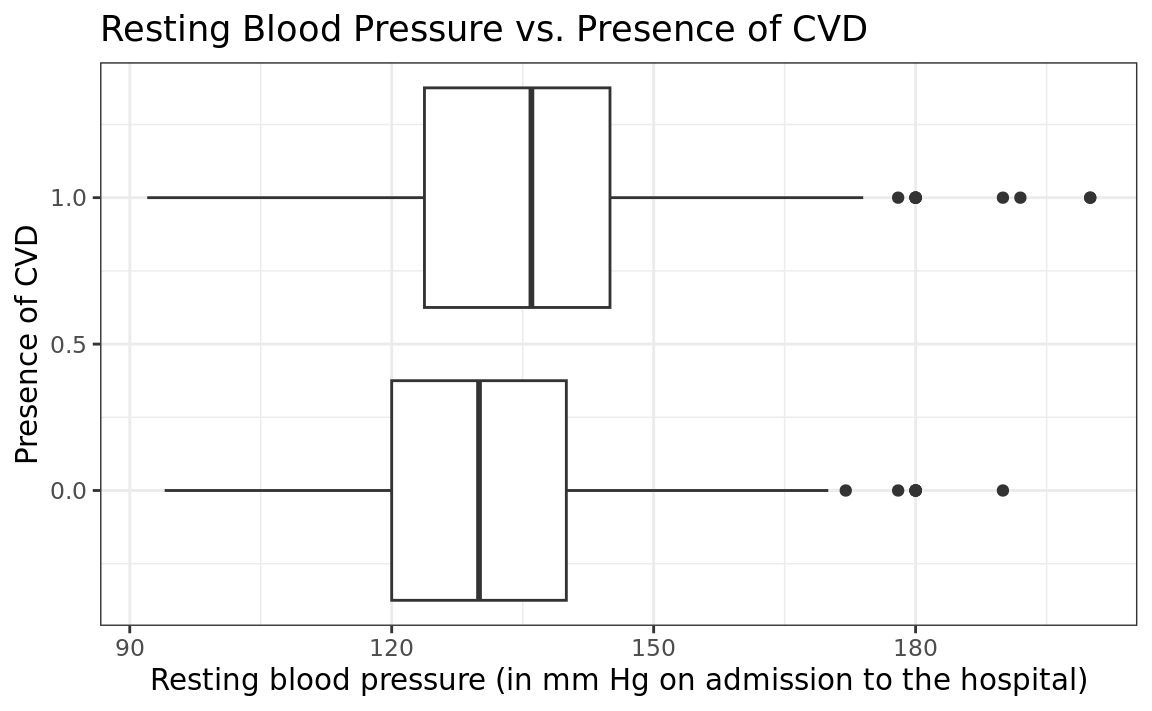 Resting Blood Pressure vs. Presence of CVD
Presence of CVD
1.0
0.5
0.0
90
120
150
180
Resting blood pressure (in mm Hg on admission to the hospital)